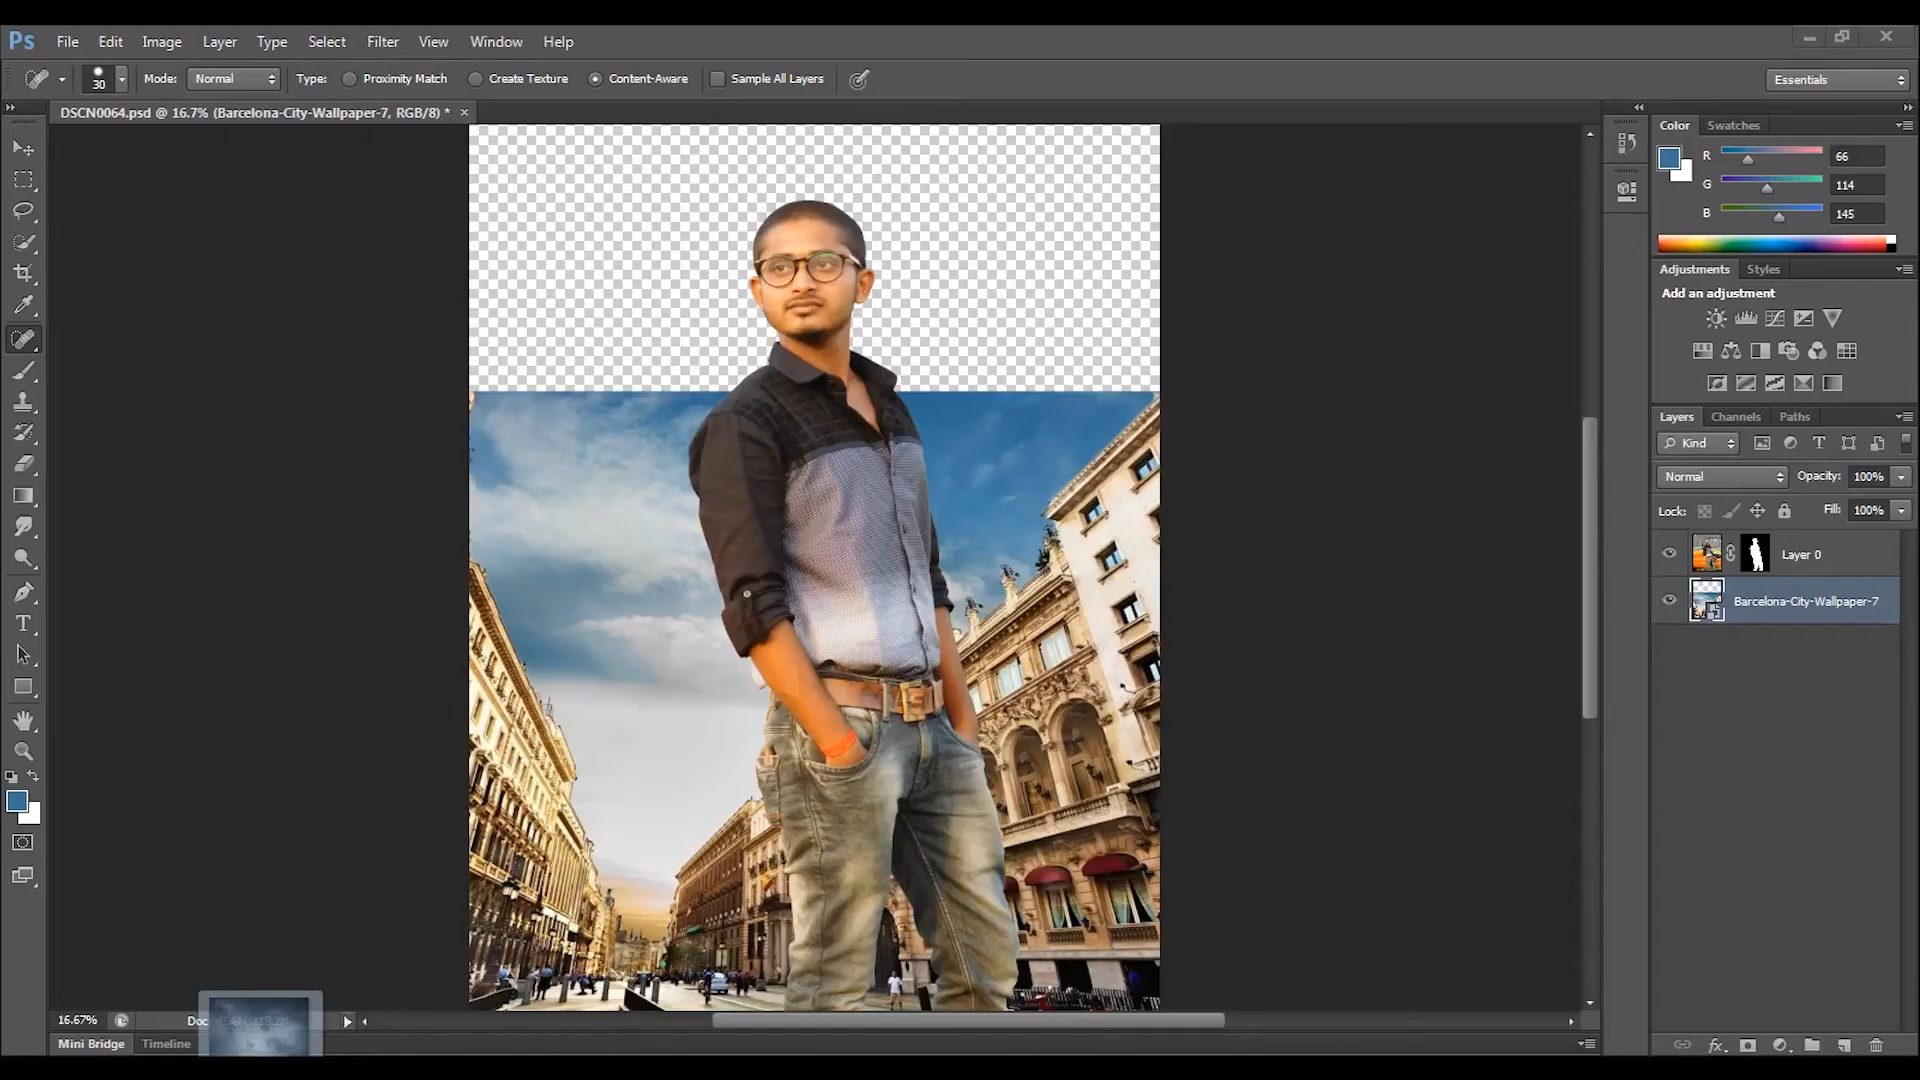 Ps File Edit Image Layer Type Select Filter View Window Help
30 Mode: Normal Type: Proximity Match Create Texture Content-Aware Sample All Layers Essentials
DSCN0064.psd @ 16.7% (Barcelona-City-Wallpaper-7, RGB/8) * ×
Color Swatches
R 66
G 114
B 145
Adjustments Styles
Add an adjustment
Layers Channels Paths
Kind
Normal Opacity: 100%
Lock: Fill: 100%
Layer 0
Barcelona-City-Wallpaper-7
16.67% Doc
Mini Bridge Timeline